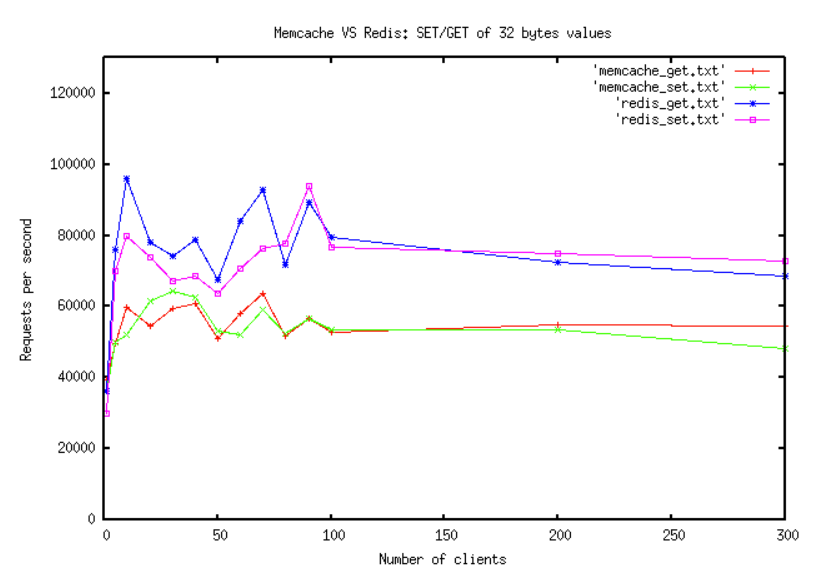 Memcache VS Redis: SET/GET of 32 bytes values
'memcache_get.txt'
'memcache_set.txt'
'redis_get.txt'
'redis_set.txt'
120000
100000
80000
60000
40000
20000
0
Requests per second
0 50 100 150 200 250 300
Number of clients